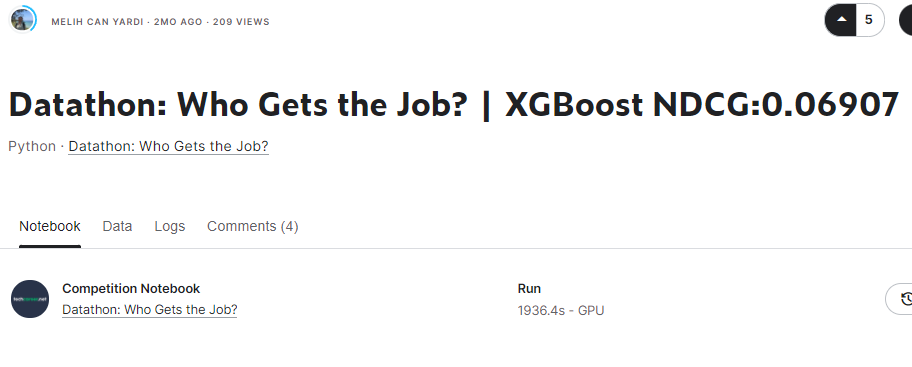 MELIH CAN YARDI · 2MO AGO · 209 VIEWS
5
Datathon: Who Gets the Job? | XGBoost NDCG:0.06907
Python · Datathon: Who Gets the Job?
Notebook
Data
Logs
Comments (4)
Competition Notebook
Datathon: Who Gets the Job?
Run
1936.4s - GPU
techcareer.net